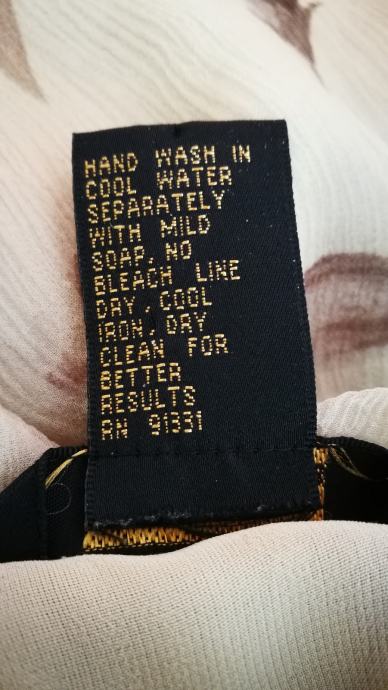 HAND WASH IN
COOL WATER
SEPARATELY
WITH MILD
SOAP. NO
BLEACH LINE
DRY. COOL
IRON. DRY
CLEAN FOR
BETTER
RESULTS
RN 91331